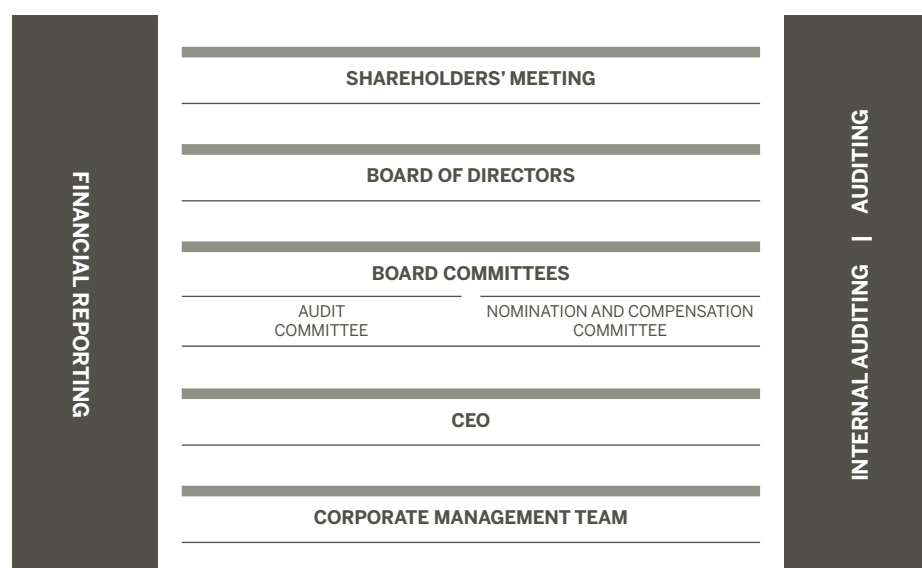 FINANCIAL REPORTING
SHAREHOLDERS' MEETING
BOARD OF DIRECTORS
BOARD COMMITTEES
AUDIT
COMMITTEE
NOMINATION AND COMPENSATION
COMMITTEE
CEO
CORPORATE MANAGEMENT TEAM
INTERNAL AUDITING | AUDITING